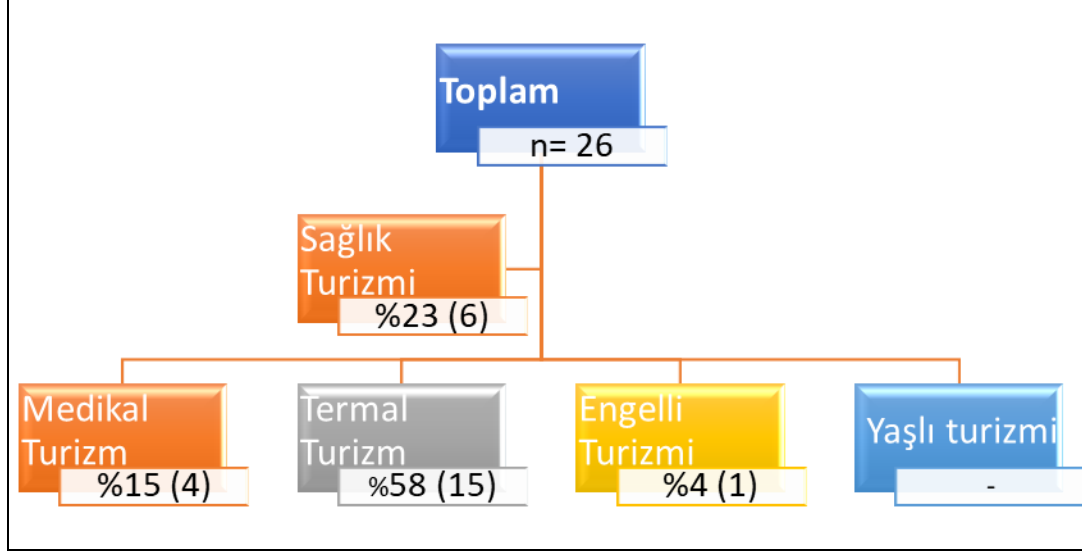 Toplam
n= 26
Sağlık
Turizmi
%23 (6)
Medikal
Turizm
%15 (4)
Termal
Turizm
%58 (15)
Engelli
Turizmi
%4 (1)
Yaşlı turizmi
-